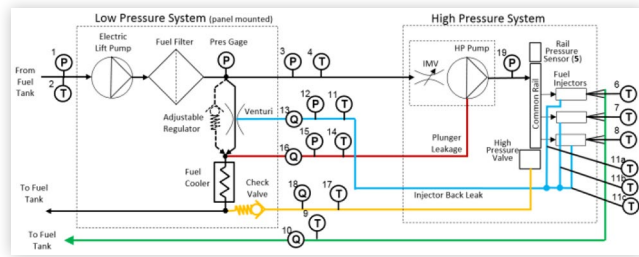 Low Pressure System (panel mounted)
High Pressure System
Electric
Lift Pump
Fuel Filter
Pres Gage
1
P
3
P
4
T
IMV
HP Pump
19
P
Rail
Pressure
Sensor (5)
From
Fuel
Tank
2
T
Fuel
Injectors
6
T
Adjustable
Regulator
Venturi
13
Q
12
P
11
T
Common Rail
7
T
16
Q
15
P
14
T
Plunger
Leakage
High
Pressure
Valve
8
T
Fuel
Cooler
Check
Valve
18
Q
17
T
Injector Back Leak
11a
T
11b
T
11c
T
To Fuel
Tank
9
T
To Fuel
Tank
10
Q